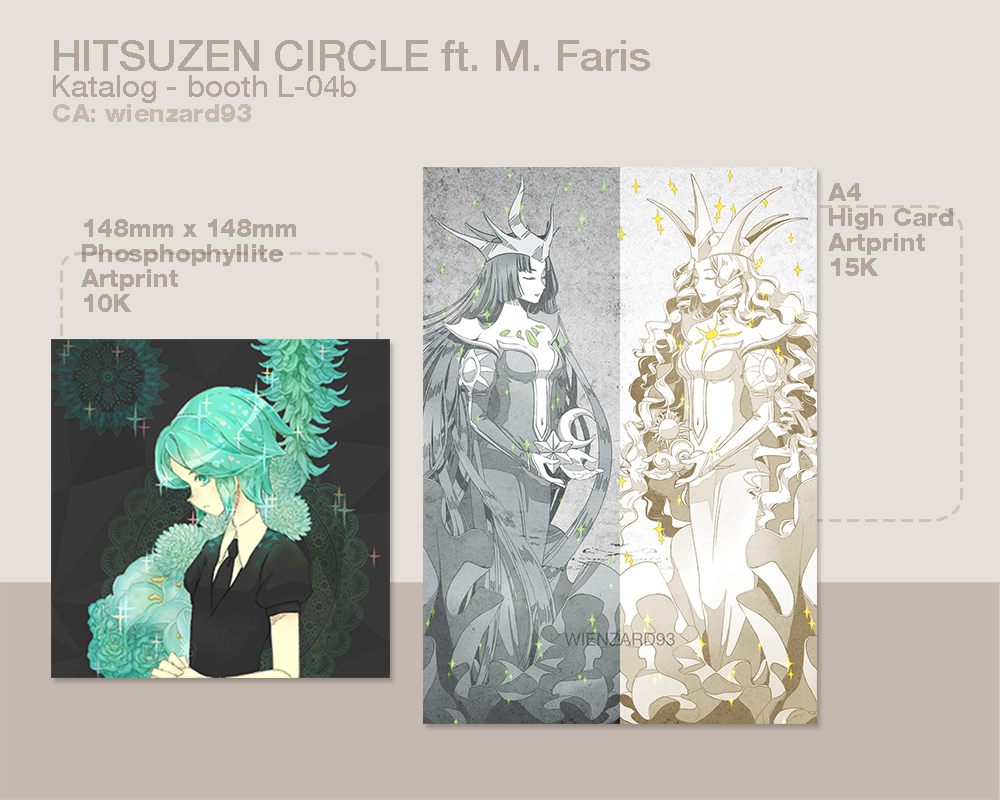 HITSUZEN CIRCLE ft. M. Faris
Katalog - booth L-04b
CA: wienzard93
148mm x 148mm
Phosphophyllite
Artprint
10K
A4
High Card
Artprint
15K
WIENZARD93